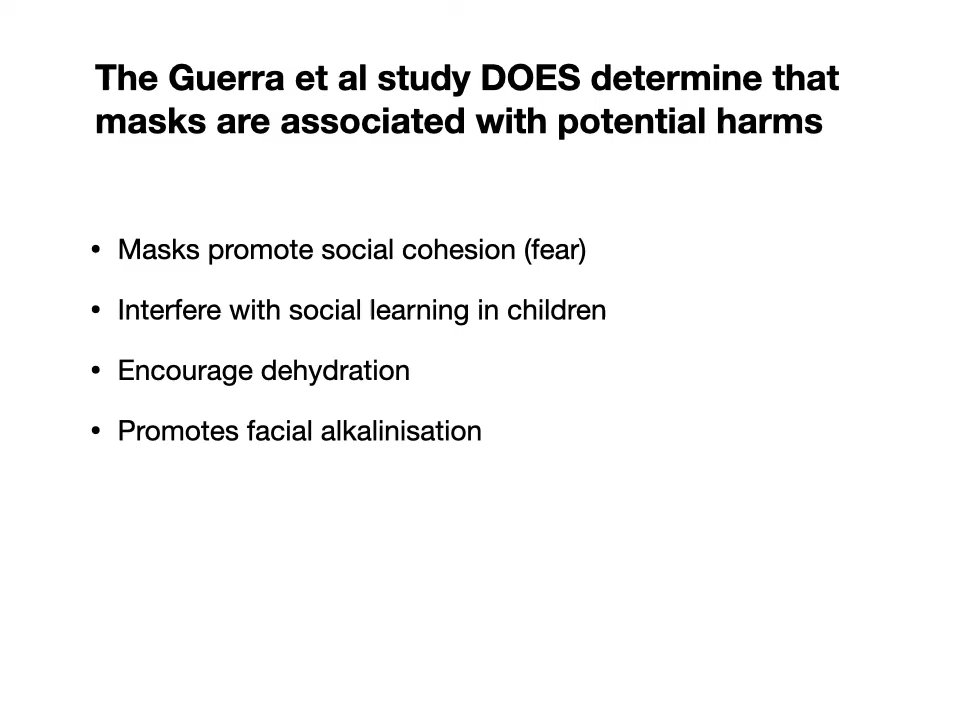 The Guerra et al study DOES determine that
masks are associated with potential harms
• Masks promote social cohesion (fear)
• Interfere with social learning in children
• Encourage dehydration
• Promotes facial alkalinisation